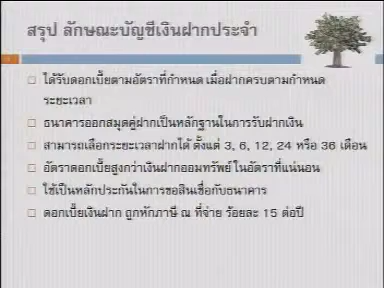 สรุป ลักษณะบัญชีเงินฝากประจำ
ได้รับดอกเบี้ยตามอัตราที่กำหนด เมื่อฝากครบตามกำหนด
ระยะเวลา
ธนาคารออกสมุดคู่ฝากเป็นหลักฐานในการรับฝากเงิน
สามารถเลือกระยะเวลาฝากได้ ตั้งแต่ 3, 6, 12, 24 หรือ 36 เดือน
อัตราดอกเบี้ยสูงกว่าเงินฝากออมทรัพย์ ในอัตราที่แน่นอน
ใช้เป็นหลักประกันในการขอสินเชื่อกับธนาคาร
ดอกเบี้ยเงินฝาก ถูกหักภาษี ณ ที่จ่าย ร้อยละ 15 ต่อปี